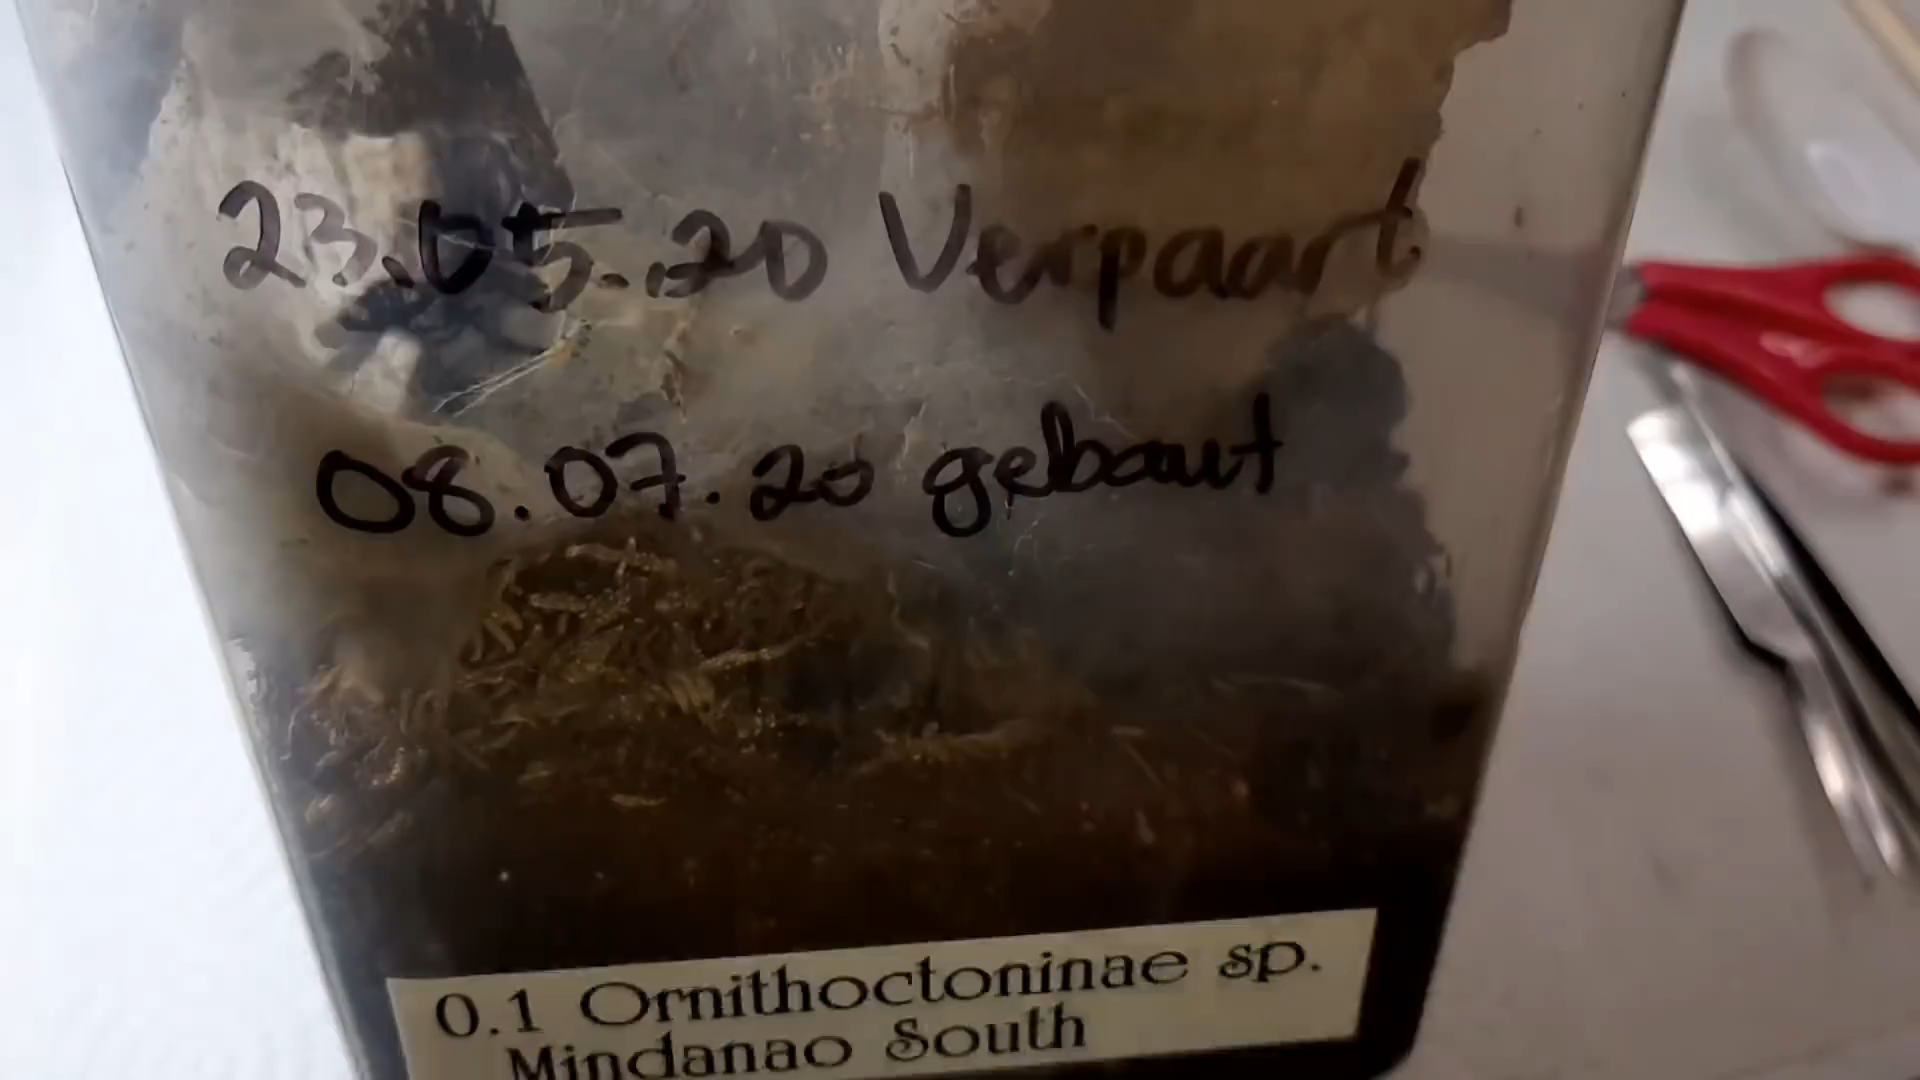 23.05.20 Verpaart
08.07.20 gebaut
0.1 Ornithoctoninae sp.
Mindanao South